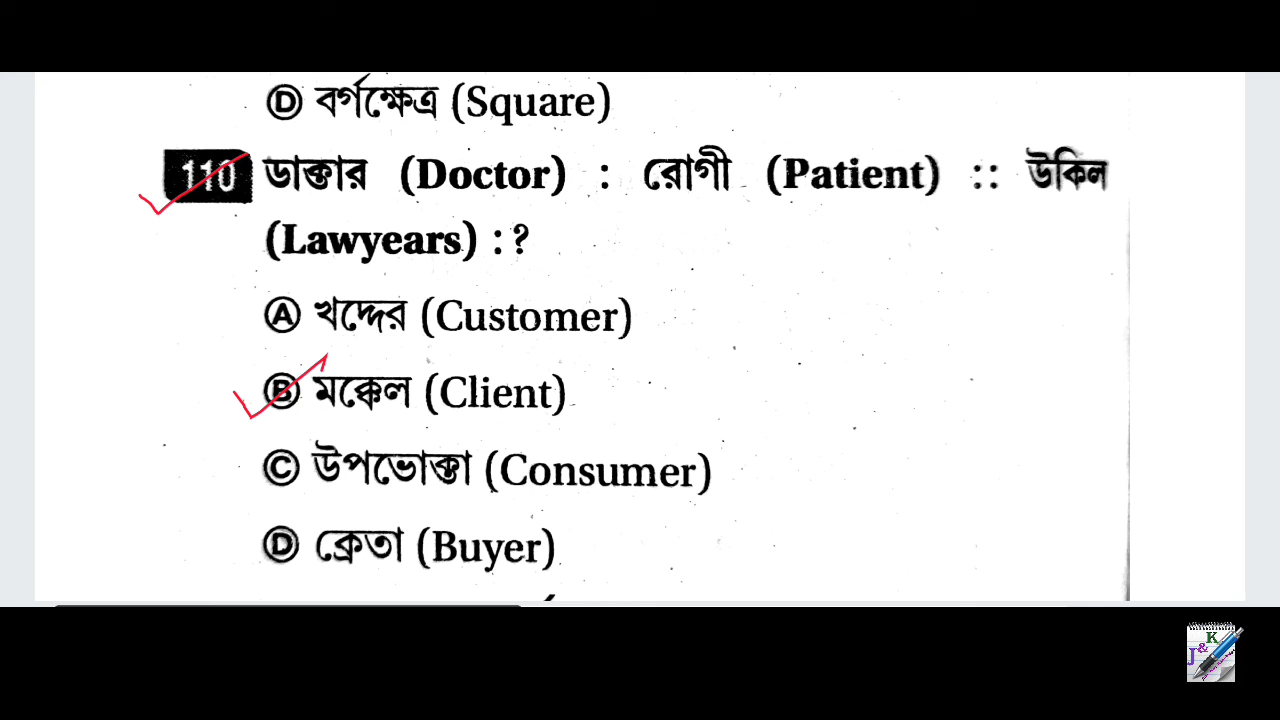 Ⓓ বর্গক্ষেত্র (Square)
110 ডাক্তার (Doctor) : রোগী (Patient) :: উকিল
(Lawyears) : ?
Ⓐ খদ্দের (Customer)
Ⓑ মক্কেল (Client)
Ⓒ উপভোক্তা (Consumer)
Ⓓ ক্রেতা (Buyer)
J&K